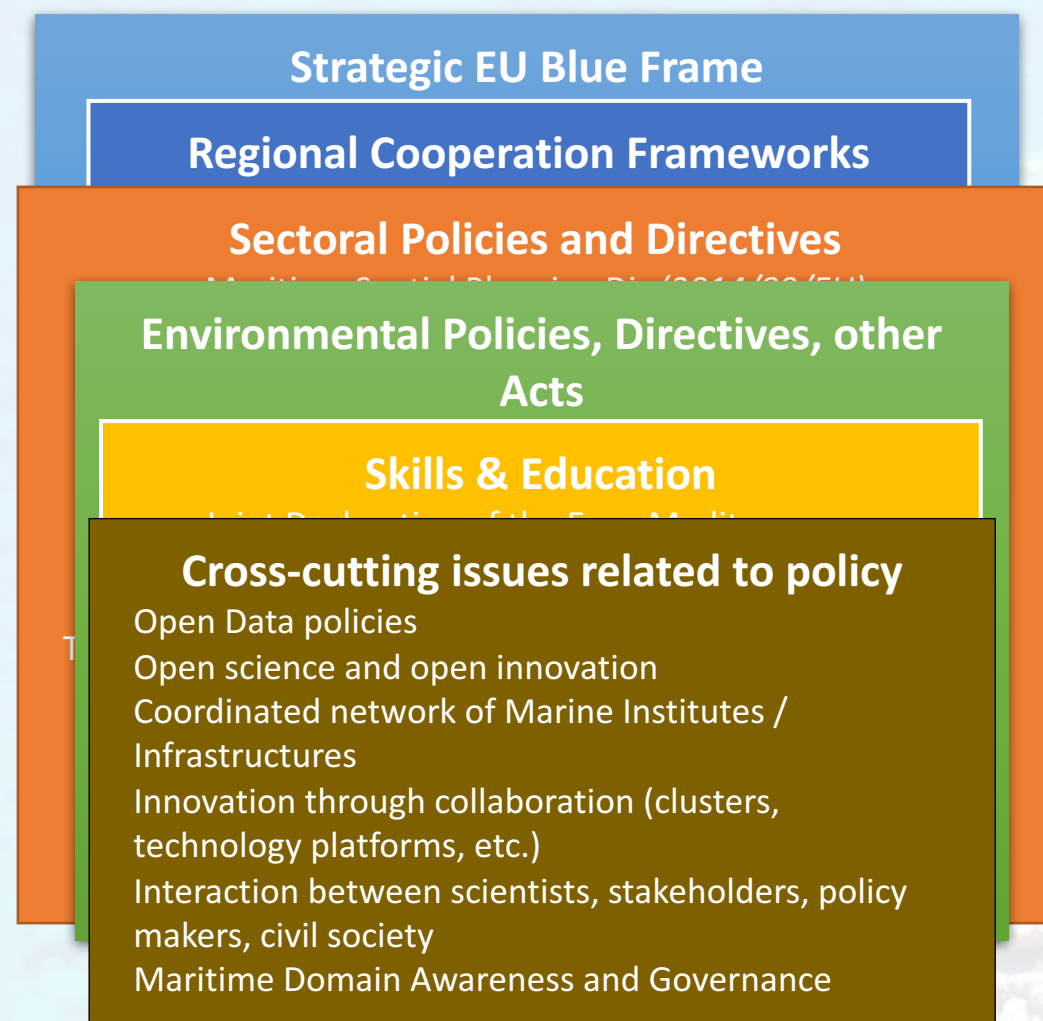 Strategic EU Blue Frame
Regional Cooperation Frameworks
Sectoral Policies and Directives
Environmental Policies, Directives, other
Acts
Skills & Education
Cross-cutting issues related to policy
Open Data policies
Open science and open innovation
Coordinated network of Marine Institutes /
Infrastructures
Innovation through collaboration (clusters,
technology platforms, etc.)
Interaction between scientists, stakeholders, policy
makers, civil society
Maritime Domain Awareness and Governance